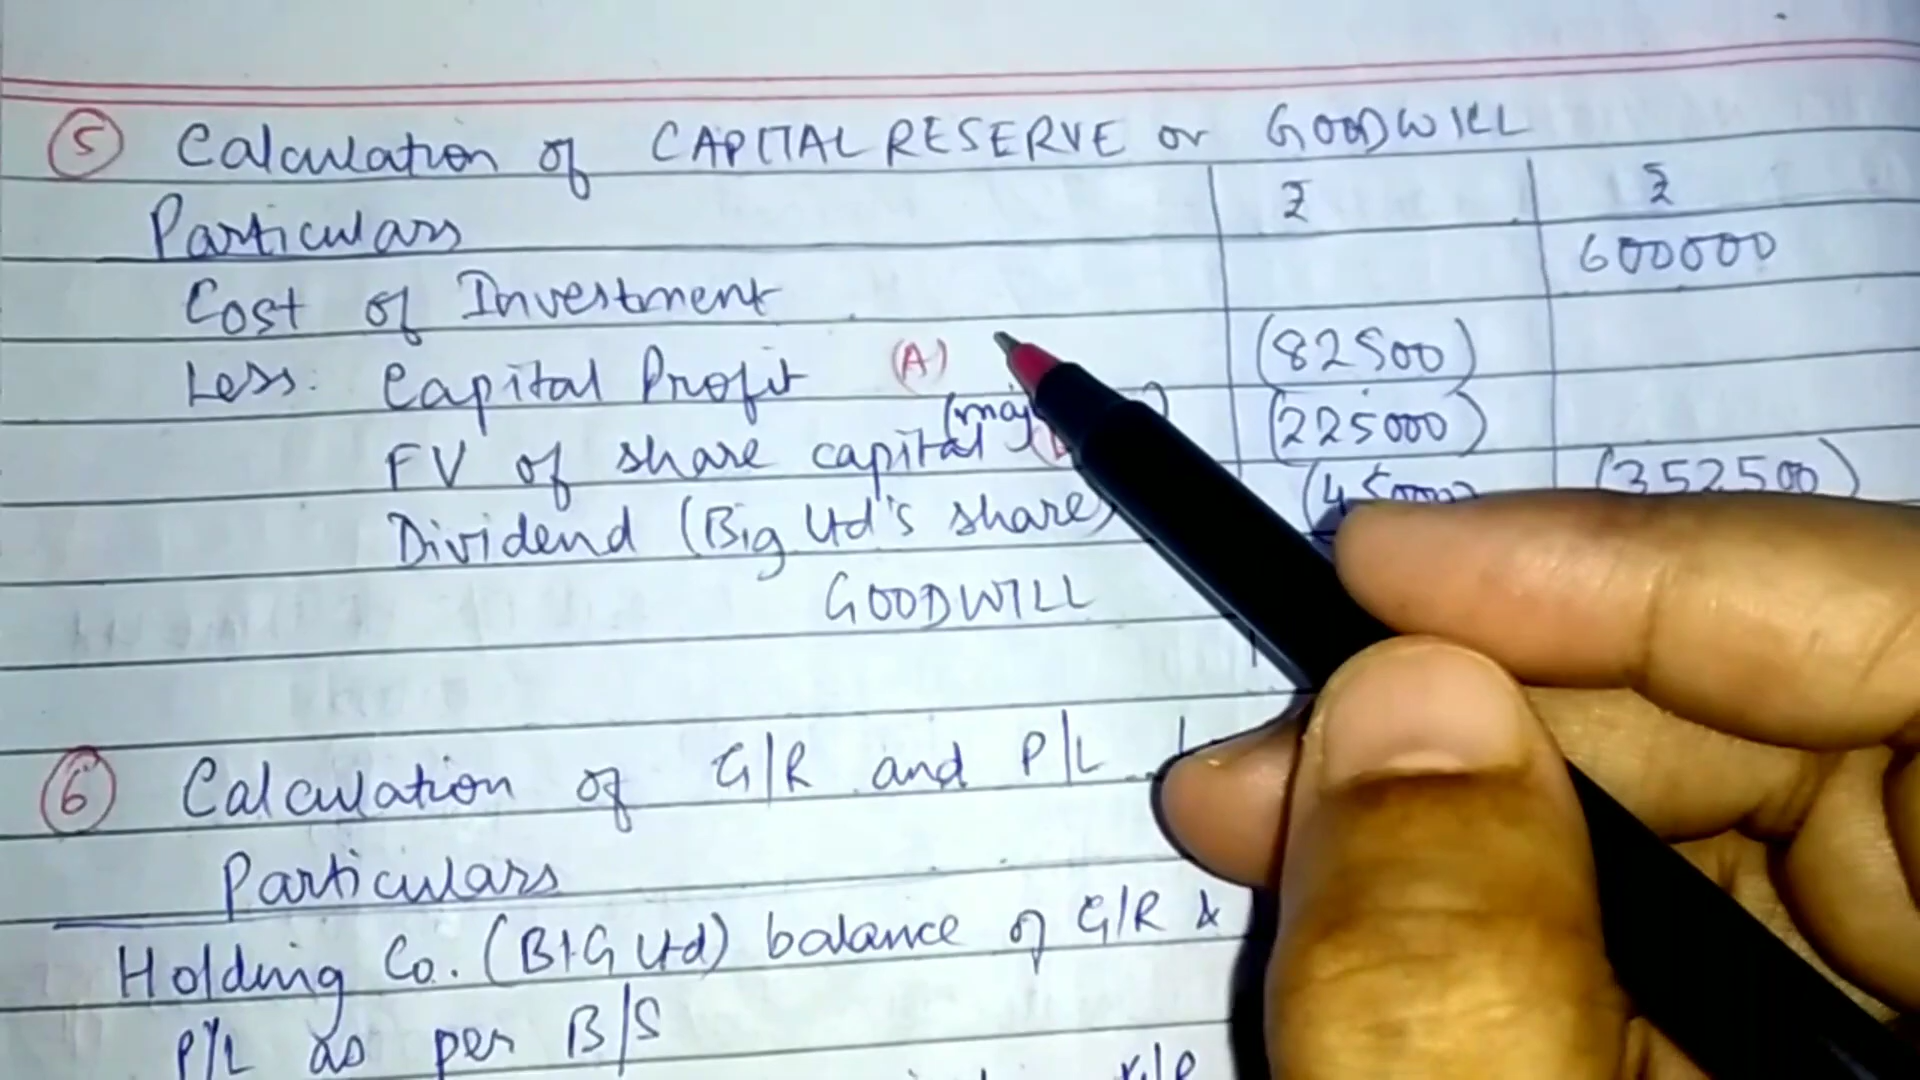 5 Calculation of CAPITAL RESERVE or GOODWILL
Particulars ₹ ₹
Cost of Investment 600000
Less: Capital Profit (A) (82500)
FV of share capital (225000)
Dividend (Big Ltd's share) (45000) (352500)
GOODWILL
6 Calculation of G/R and P/L
Particulars
Holding Co. (BIG Ltd) balance of G/R &
P/L as per B/S